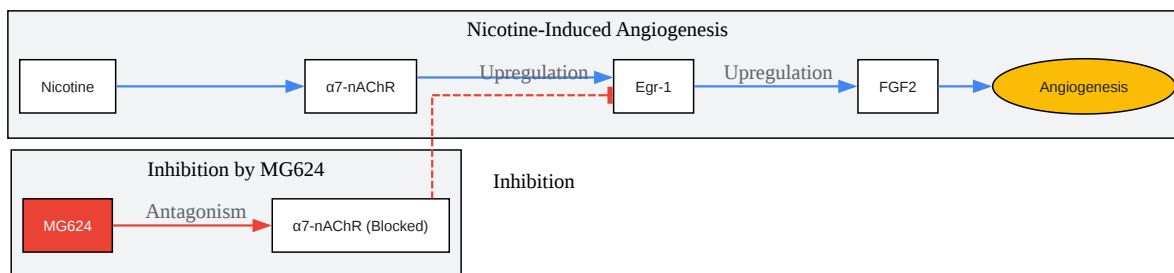 Nicotine-Induced Angiogenesis
Nicotine
α7-nAChR
Upregulation
Egr-1
Upregulation
FGF2
Angiogenesis
Inhibition by MG624
Inhibition
MG624
Antagonism
α7-nAChR (Blocked)